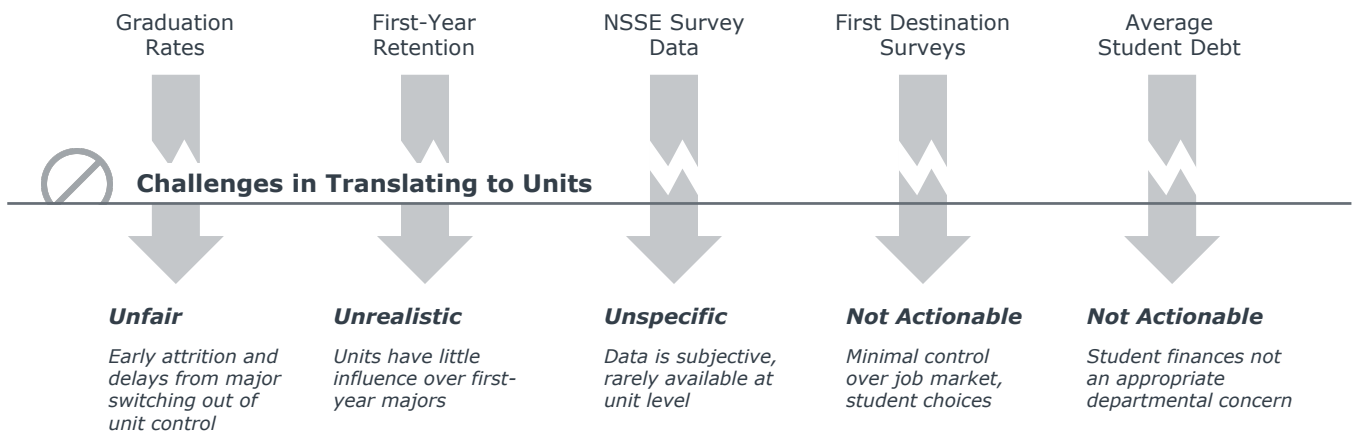 Graduation
Rates
First-Year
Retention
NSSE Survey
Data
First Destination
Surveys
Average
Student Debt
Challenges in Translating to Units
Unfair
Early attrition and
delays from major
switching out of
unit control
Unrealistic
Units have little
influence over first-
year majors
Unspecific
Data is subjective,
rarely available at
unit level
Not Actionable
Minimal control
over job market,
student choices
Not Actionable
Student finances not
an appropriate
departmental concern